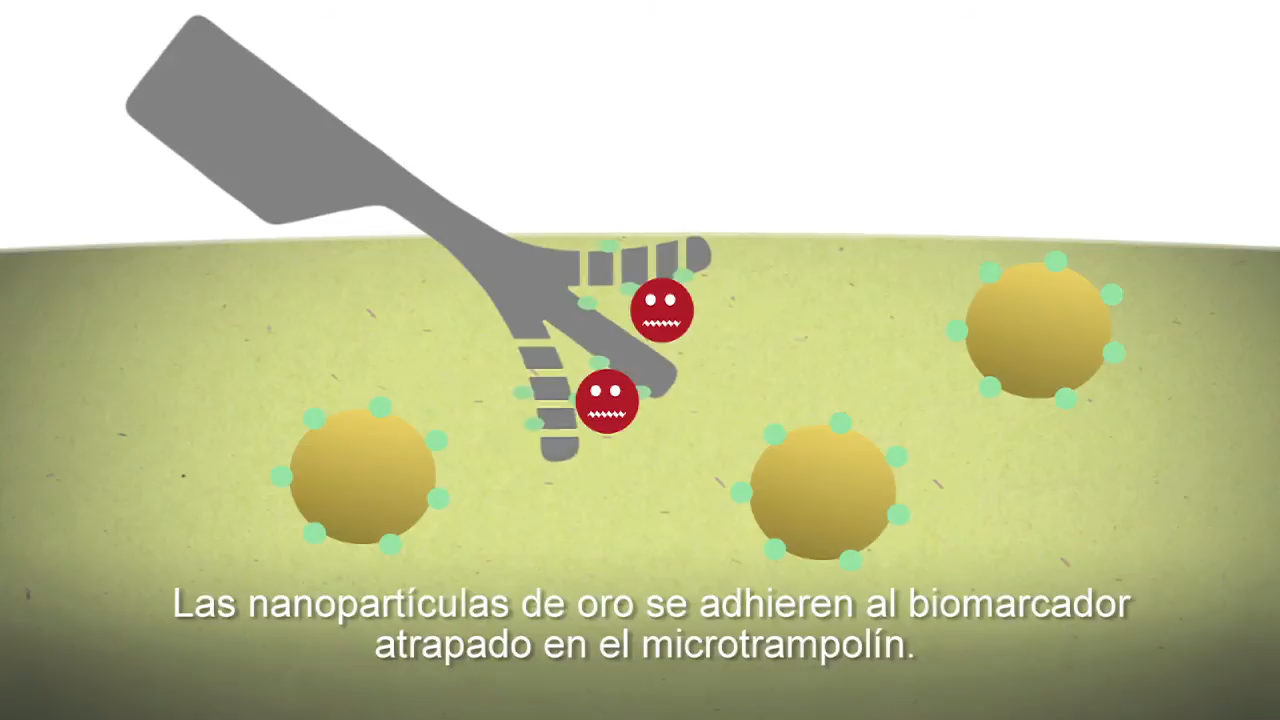 Las nanopartículas de oro se adhieren al biomarcador
atrapado en el microtrampolín.